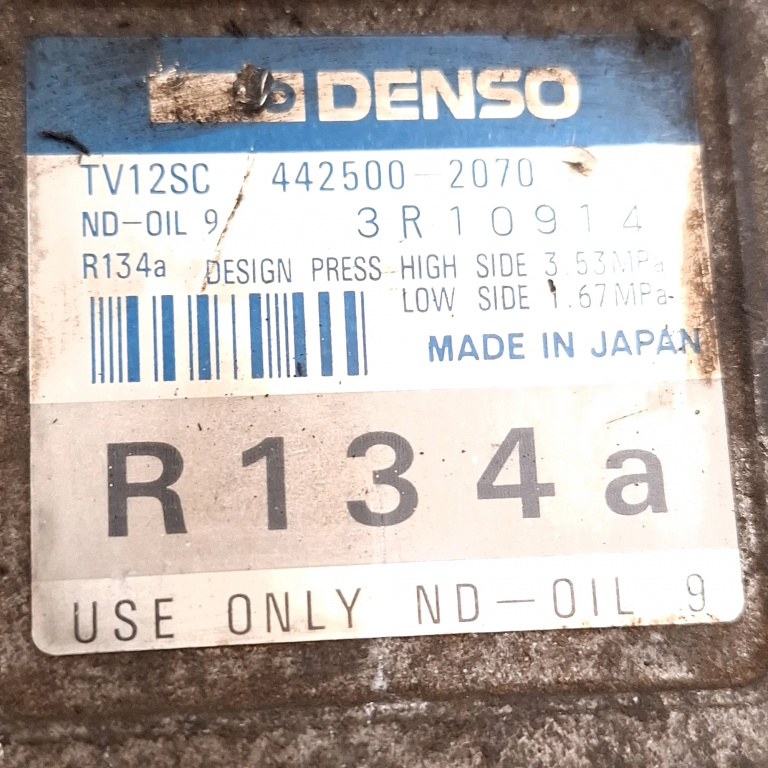 DENSO
TV12SC 442500-2070
ND-OIL 9 3R10914
R134a DESIGN PRESS HIGH SIDE 3.53MPa
LOW SIDE 1.67MPa
MADE IN JAPAN
R134a
USE ONLY ND-OIL 9